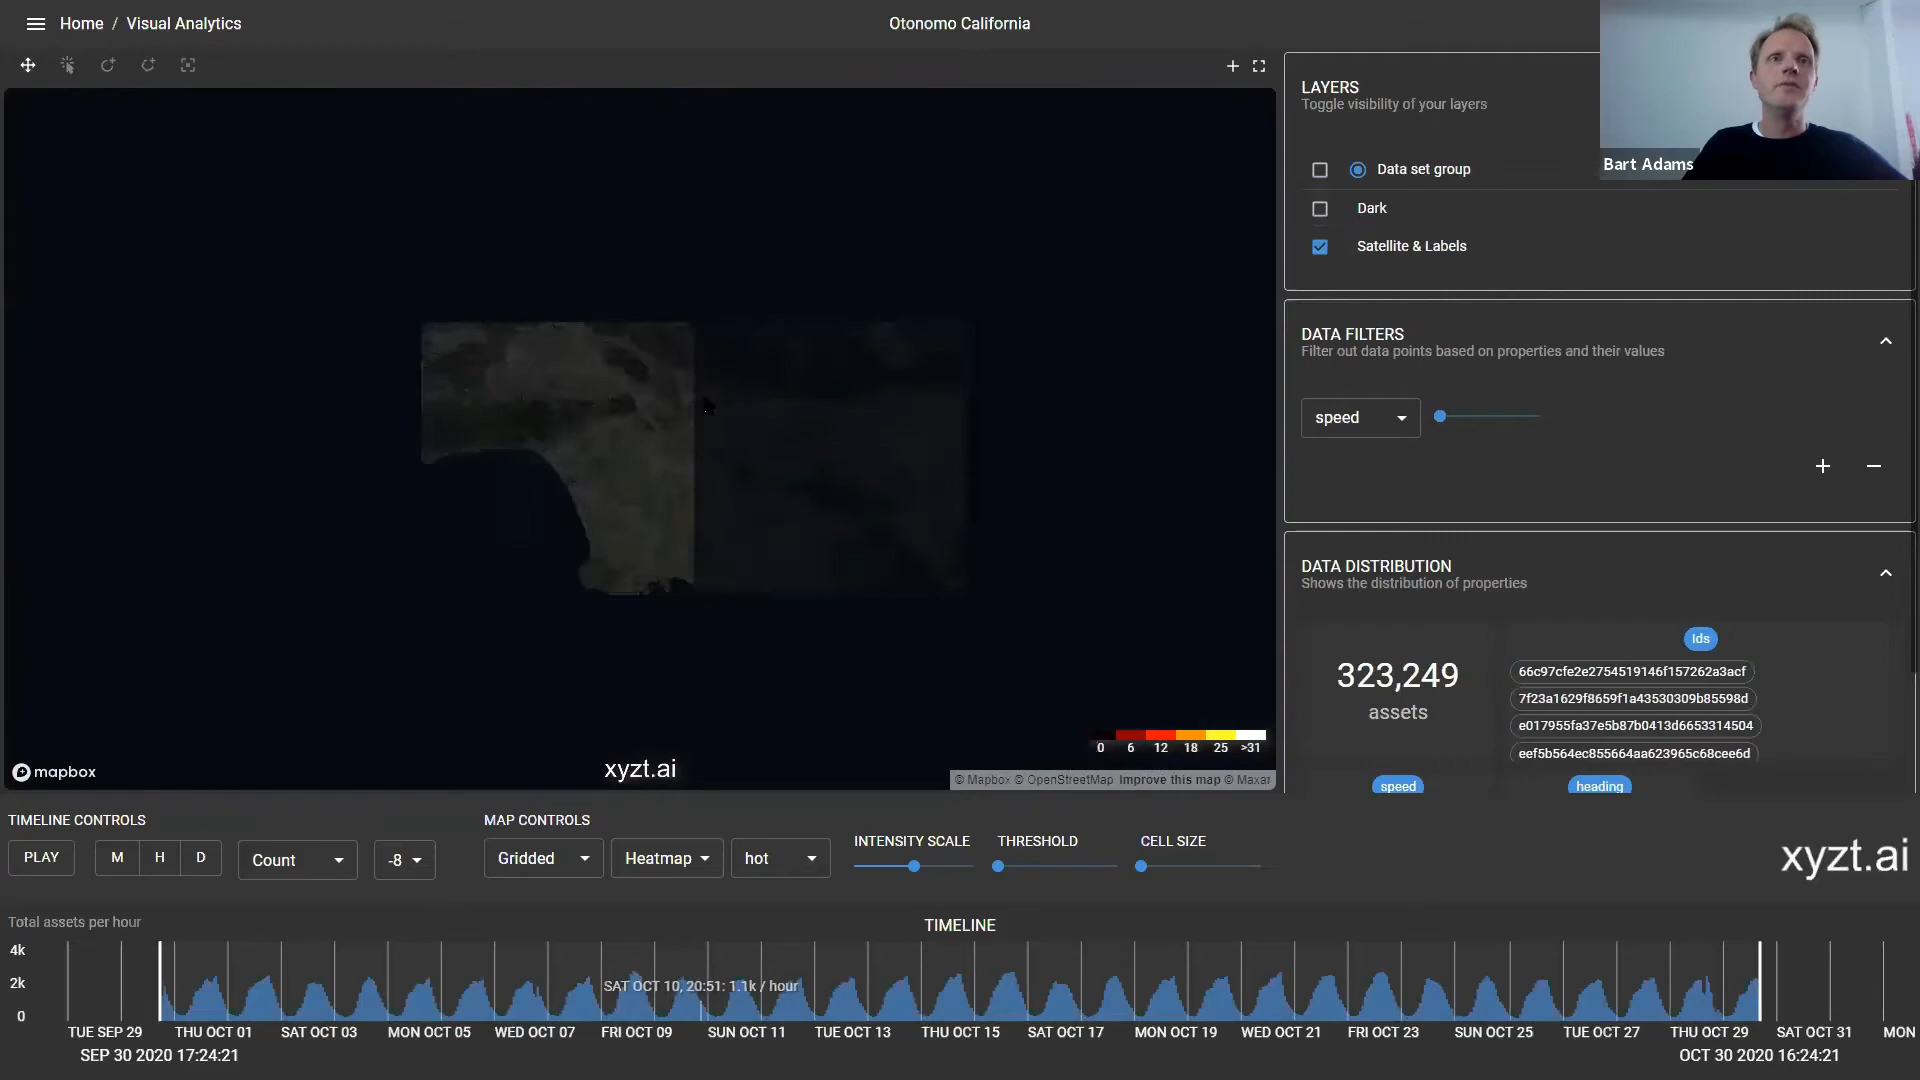 Home / Visual Analytics
Otonomo California
LAYERS
Toggle visibility of your layers
Data set group
Dark
Satellite & Labels
Bart Adams
DATA FILTERS
Filter out data points based on properties and their values
speed
DATA DISTRIBUTION
Shows the distribution of properties
323,249
assets
Ids
66c97cfe2e2754519146f157262a3acf
7f23a1629f8659f1a43530309b85598d
e017955fa37e5b87b0413d6653314504
eef5b564ec855664aa623965c68cee6d
speed
heading
0 6 12 18 25 >31
mapbox
xyzt.ai
© Mapbox © OpenStreetMap Improve this map © Maxar
TIMELINE CONTROLS
PLAY
M H D
Count
-8
MAP CONTROLS
Gridded
Heatmap
hot
INTENSITY SCALE
THRESHOLD
CELL SIZE
xyzt.ai
Total assets per hour
TIMELINE
4k
2k
0
SAT OCT 10, 20:51: 1.1k / hour
TUE SEP 29 THU OCT 01 SAT OCT 03 MON OCT 05 WED OCT 07 FRI OCT 09 SUN OCT 11 TUE OCT 13 THU OCT 15 SAT OCT 17 MON OCT 19 WED OCT 21 FRI OCT 23 SUN OCT 25 TUE OCT 27 THU OCT 29 SAT OCT 31 MON
SEP 30 2020 17:24:21
OCT 30 2020 16:24:21